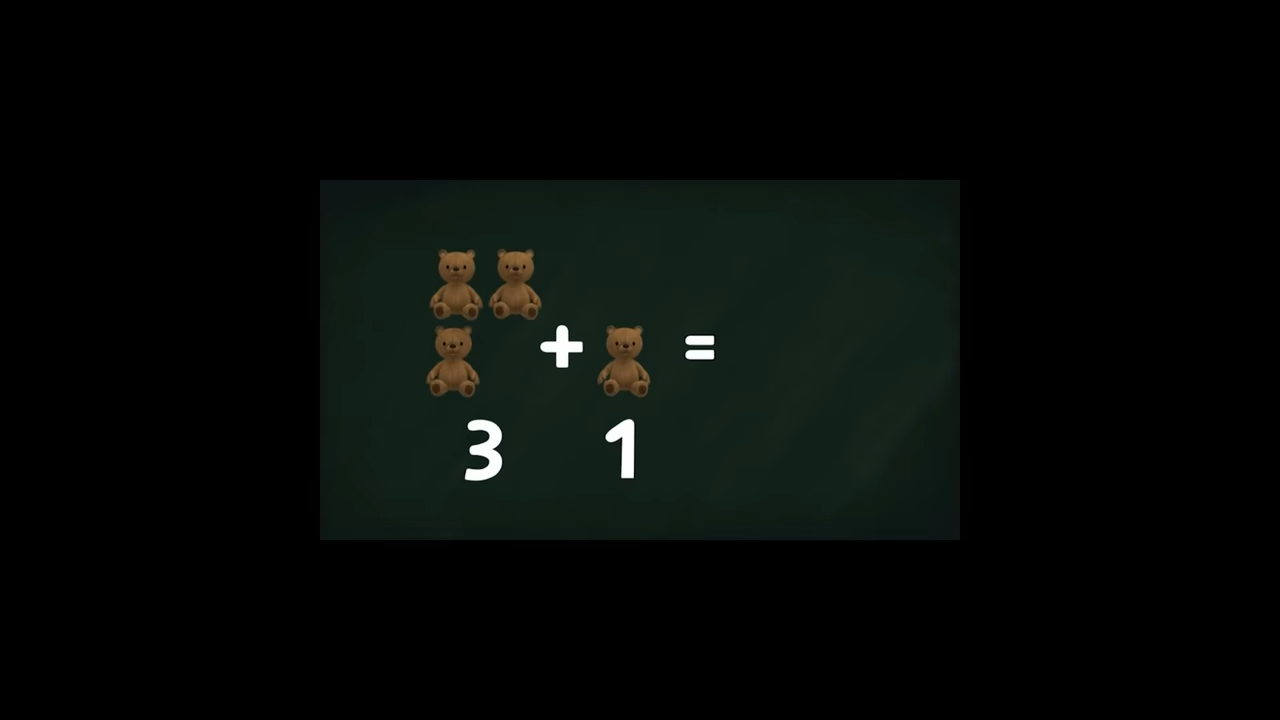 + =
3 1